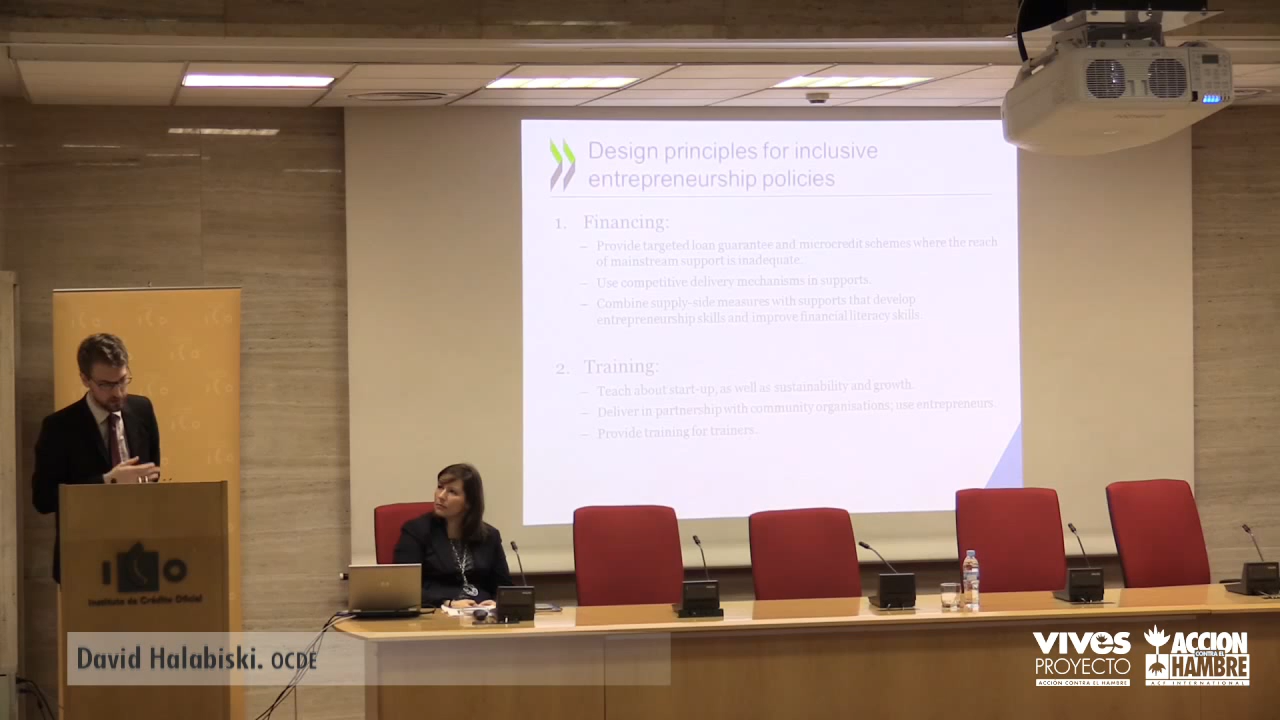 Design principles for inclusive
entrepreneurship policies
1. Financing:
– Provide targeted loan guarantee and microcredit schemes where the reach
of mainstream support is inadequate.
– Use competitive delivery mechanisms in supports.
– Combine supply-side measures with supports that develop
entrepreneurship skills and improve financial literacy skills.
2. Training:
– Teach about start-up, as well as sustainability and growth.
– Deliver in partnership with community organisations; use entrepreneurs.
– Provide training for trainers.
ICO
Instituto de Crédito Oficial
David Halabiski. OCDE
VIVES
PROYECTO
ACCIÓN CONTRA EL HAMBRE
ACCION
CONTRA EL
HAMBRE
ACF INTERNATIONAL